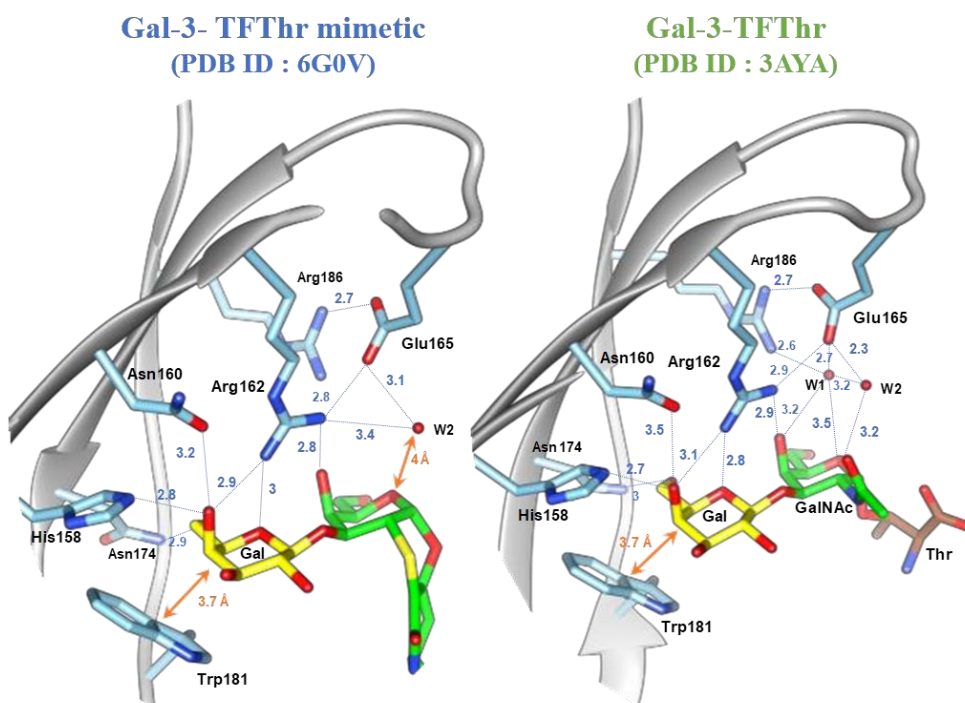 Gal-3- TFThr mimetic
(PDB ID : 6G0V)
Arg186
2.7
Glu165
Asn160
Arg162
3.1
2.8
W2
3.4
3.2
2.8
4 Å
2.9
3
2.8
His158
Asn174
2.9
Gal
3.7 Å
Trp181
Gal-3-TFThr
(PDB ID : 3AYA)
Arg186
2.7
Glu165
Asn160
2.6
2.7
2.3
Arg162
2.9
W1
3.2
W2
2.9
3.2
3.5
3.5
3.2
Asn174
3.1
2.7
2.8
3
His158
Gal
GalNAc
3.7 Å
Thr
Trp181